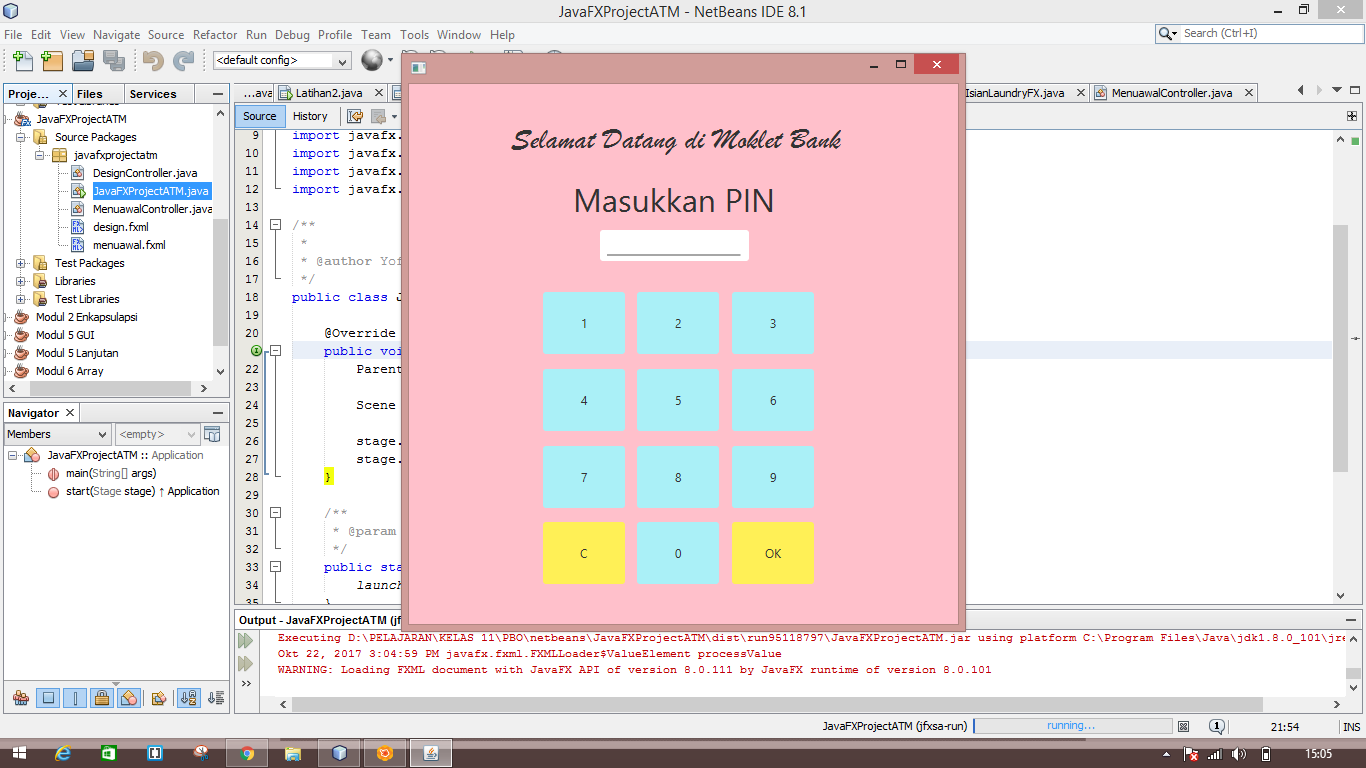 JavaFXProjectATM - NetBeans IDE 8.1
File Edit View Navigate Source Refactor Run Debug Profile Team Tools Window Help
Search (Ctrl+I)
<default config>
Proje... Files Services
...ava Latihan2.java IsianLaundryFX.java MenuawalController.java
Source History
JavaFXProjectATM
Source Packages
javafxprojectatm
DesignController.java
JavaFXProjectATM.java
MenuawalController.java
design.fxml
menuawal.fxml
Test Packages
Libraries
Test Libraries
Modul 2 Enkapsulapsi
Modul 5 GUI
Modul 5 Lanjutan
Modul 6 Array
Navigator
Members <empty>
JavaFXProjectATM :: Application
main(String[] args)
start(Stage stage) ↑ Application
9 import javafx.
10 import javafx.
11 import javafx.
12 import javafx.
13
14 /**
15 *
16 * @author Yof
17 */
18 public class J
19
20 @Override
public voi
22 Parent
23
24 Scene
25
26 stage.
27 stage.
28 }
29
30 /**
31 * @param
32 */
33 public sta
34 launch
35 }
Selamat Datang di Moklet Bank
Masukkan PIN
1 2 3
4 5 6
7 8 9
C 0 OK
Output - JavaFXProjectATM (jf
Executing D:\PELAJARAN\KELAS 11\PBO\netbeans\JavaFXProjectATM\dist\run95118797\JavaFXProjectATM.jar using platform C:\Program Files\Java\jdk1.8.0_101\jre
Okt 22, 2017 3:04:59 PM javafx.fxml.FXMLLoader$ValueElement processValue
WARNING: Loading FXML document with JavaFX API of version 8.0.111 by JavaFX runtime of version 8.0.101
JavaFXProjectATM (jfxsa-run) running... 21:54 INS
15:05